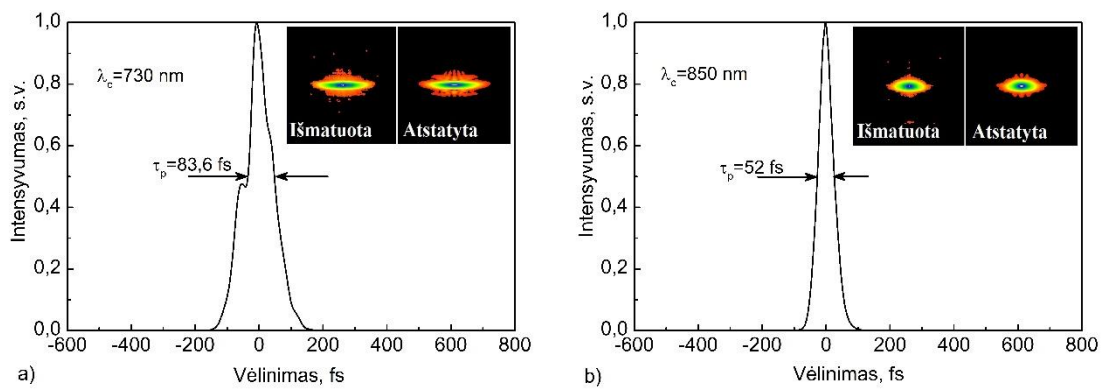 1,0
0,8
0,6
0,4
0,2
0,0
Intensyvumas, s.v.
λc=730 nm
Išmatuota
Atstatyta
τp=83,6 fs
-600 -400 -200 0 200 400 600 800
Vėlinimas, fs
a)
1,0
0,8
0,6
0,4
0,2
0,0
Intensyvumas, s.v.
λc=850 nm
Išmatuota
Atstatyta
τp=52 fs
-600 -400 -200 0 200 400 600 800
Vėlinimas, fs
b)